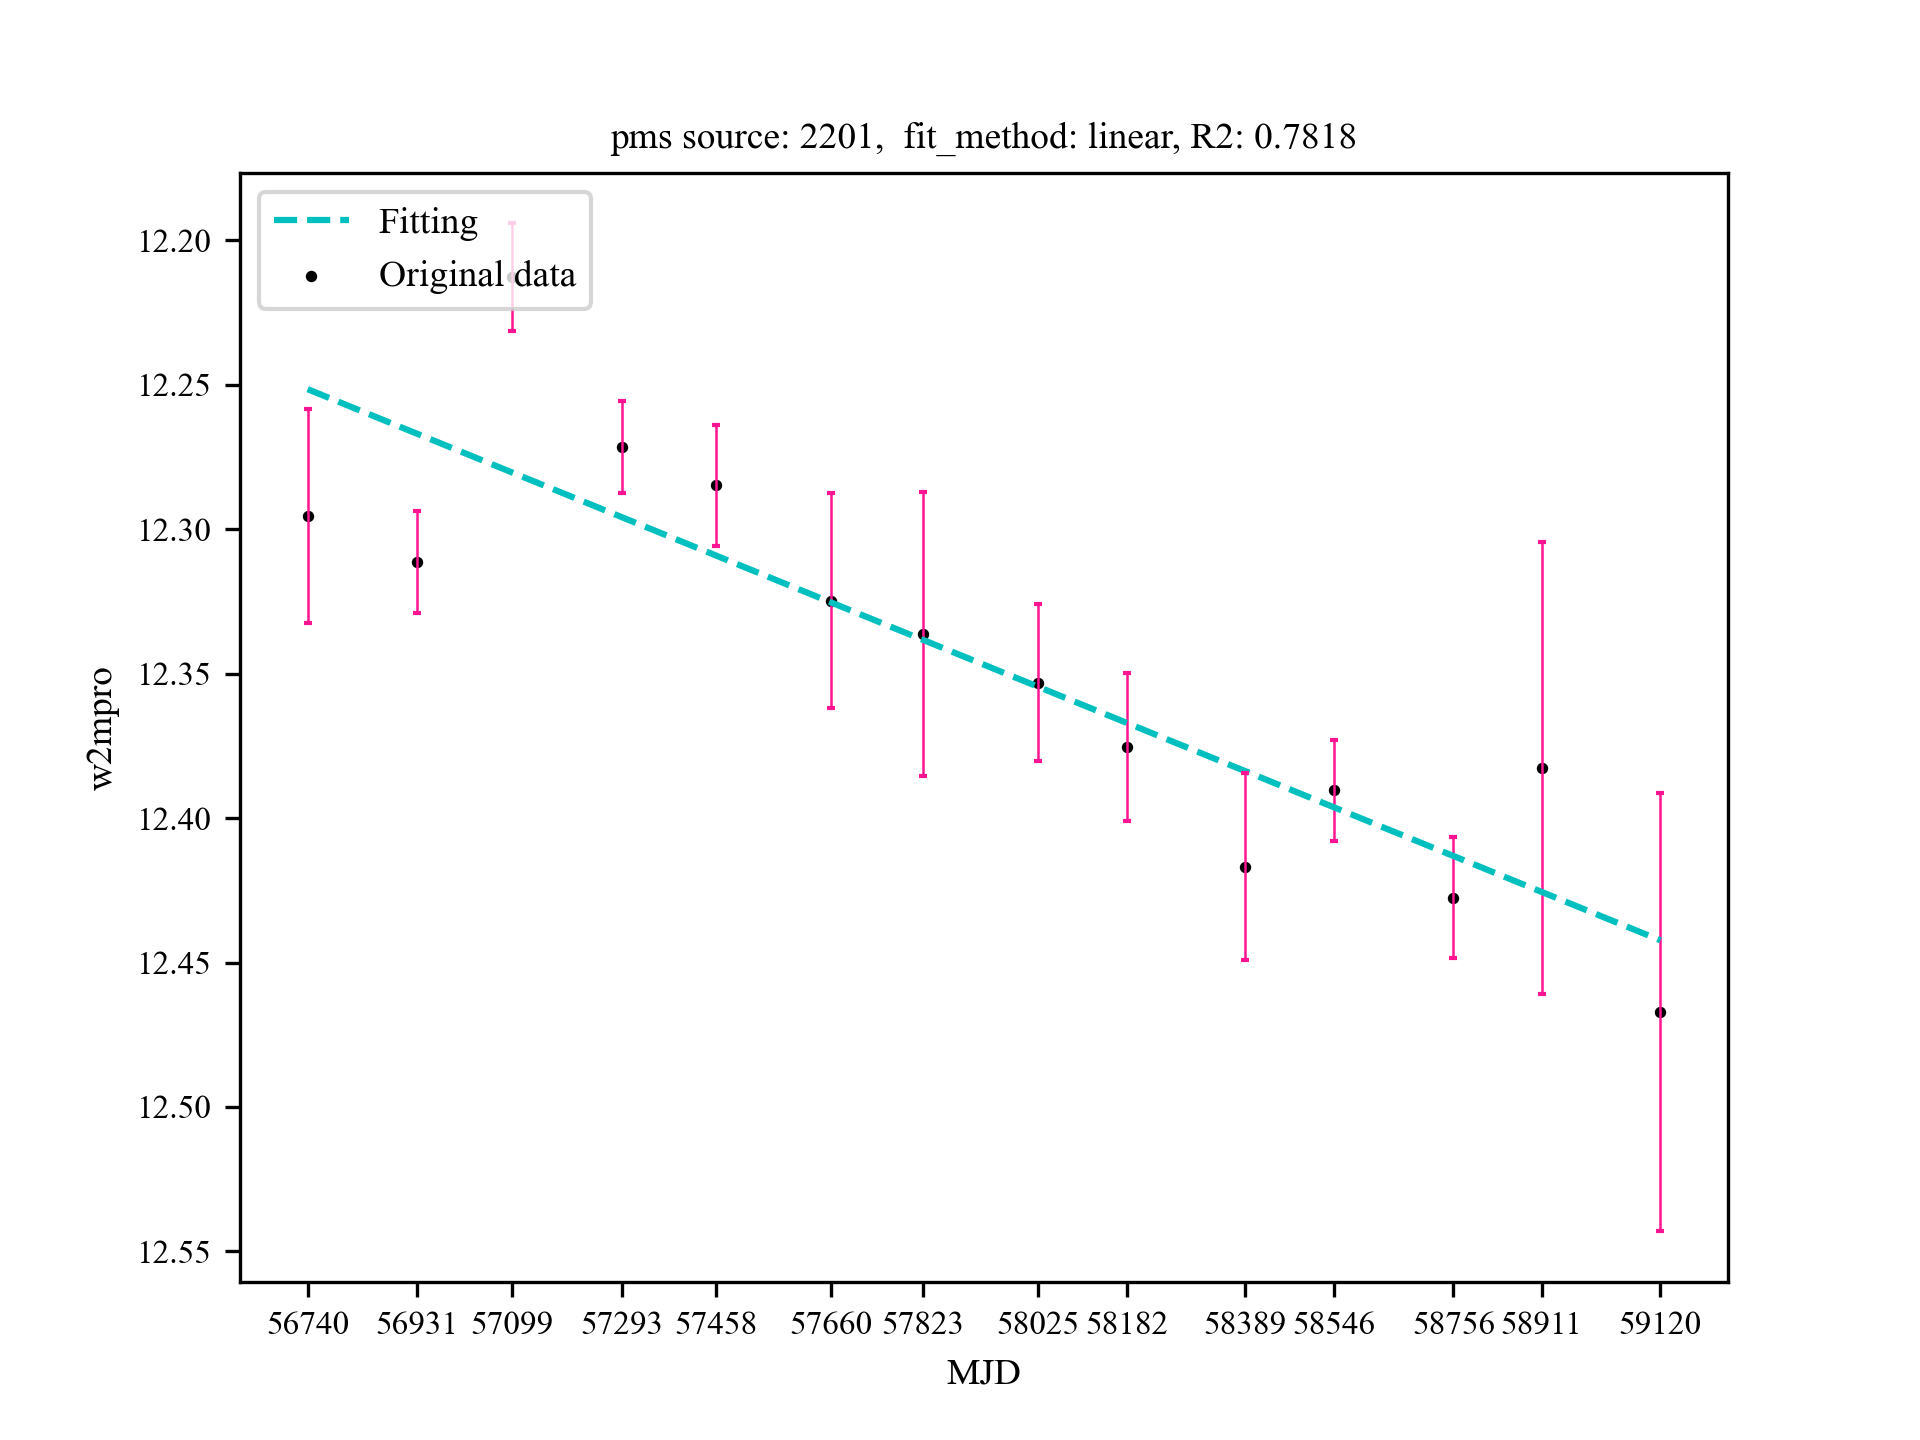 pms source: 2201,  fit_method: linear, R2: 0.7818
Fitting
Original data
12.20
12.25
12.30
12.35
12.40
12.45
12.50
12.55
w2mpro
56740 56931 57099 57293 57458 57660 57823 58025 58182 58389 58546 58756 58911 59120
MJD